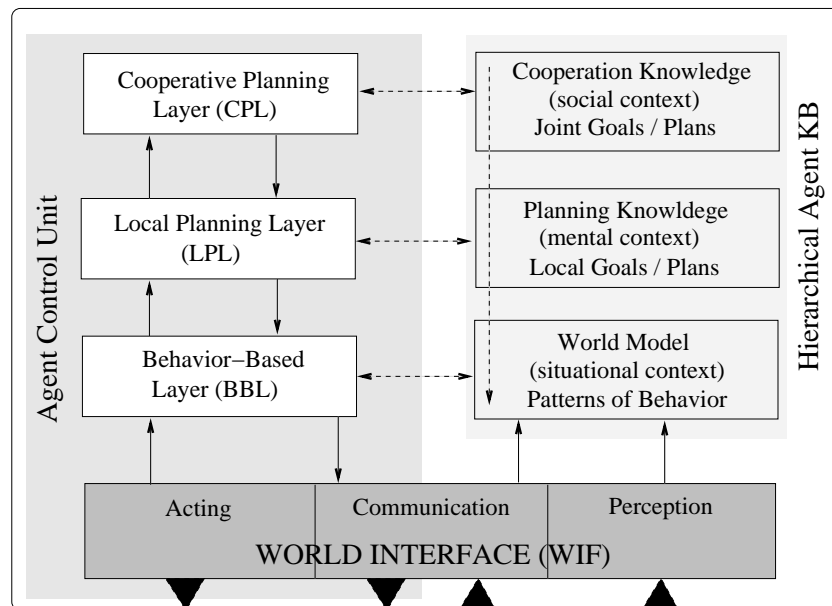 Agent Control Unit
Cooperative Planning
Layer (CPL)
Local Planning Layer
(LPL)
Behavior−Based
Layer (BBL)
Cooperation Knowledge
(social context)
Joint Goals / Plans
Planning Knowldege
(mental context)
Local Goals / Plans
World Model
(situational context)
Patterns of Behavior
Hierarchical Agent KB
Acting
Communication
Perception
WORLD INTERFACE (WIF)